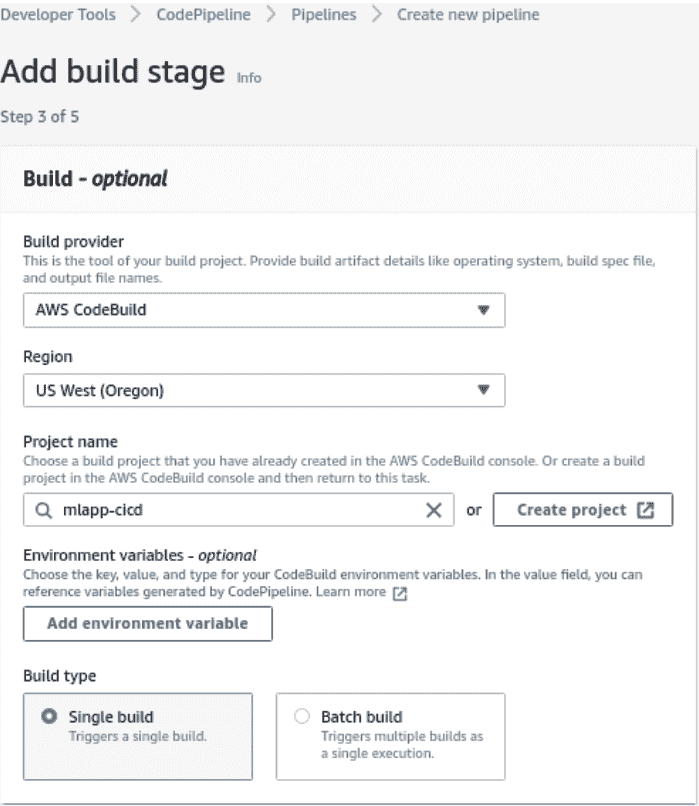 Developer Tools > CodePipeline > Pipelines > Create new pipeline
Add build stage Info
Step 3 of 5
Build - optional
Build provider
This is the tool of your build project. Provide build artifact details like operating system, build spec file,
and output file names.
AWS CodeBuild
Region
US West (Oregon)
Project name
Choose a build project that you have already created in the AWS CodeBuild console. Or create a build
project in the AWS CodeBuild console and then return to this task.
mlapp-cicd or Create project
Environment variables - optional
Choose the key, value, and type for your CodeBuild environment variables. In the value field, you can
reference variables generated by CodePipeline. Learn more
Add environment variable
Build type
Single build
Triggers a single build.
Batch build
Triggers multiple builds as
a single execution.